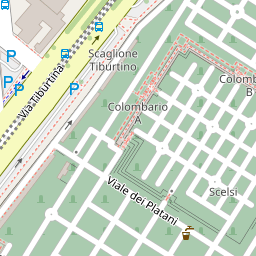 P
Scaglione
Tiburtino
P
P
P
Via Tiburtina
Colombario
A
Colomb
B
Scelsi
Viale dei Platani